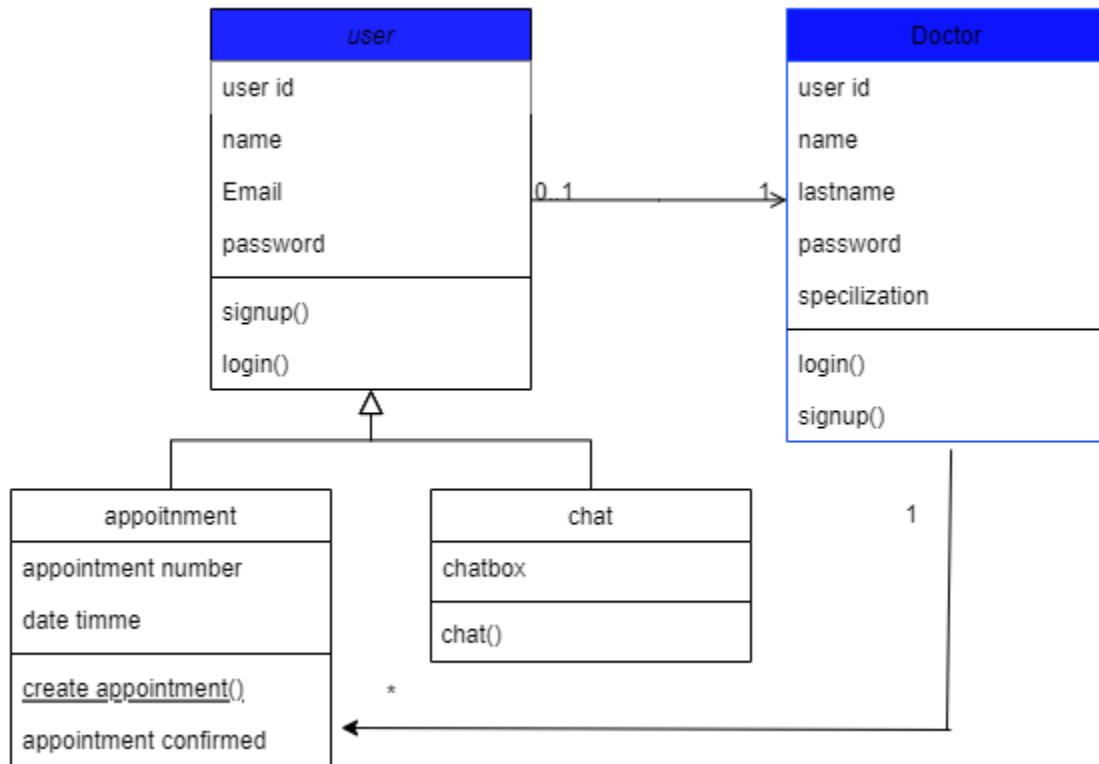 user
user id
name
Email
password
signup()
login()
0..1
1
Doctor
user id
name
lastname
password
specilization
login()
signup()
appoitnment
appointment number
date timme
create appointment()
appointment confirmed
chat
chatbox
chat()
1
*